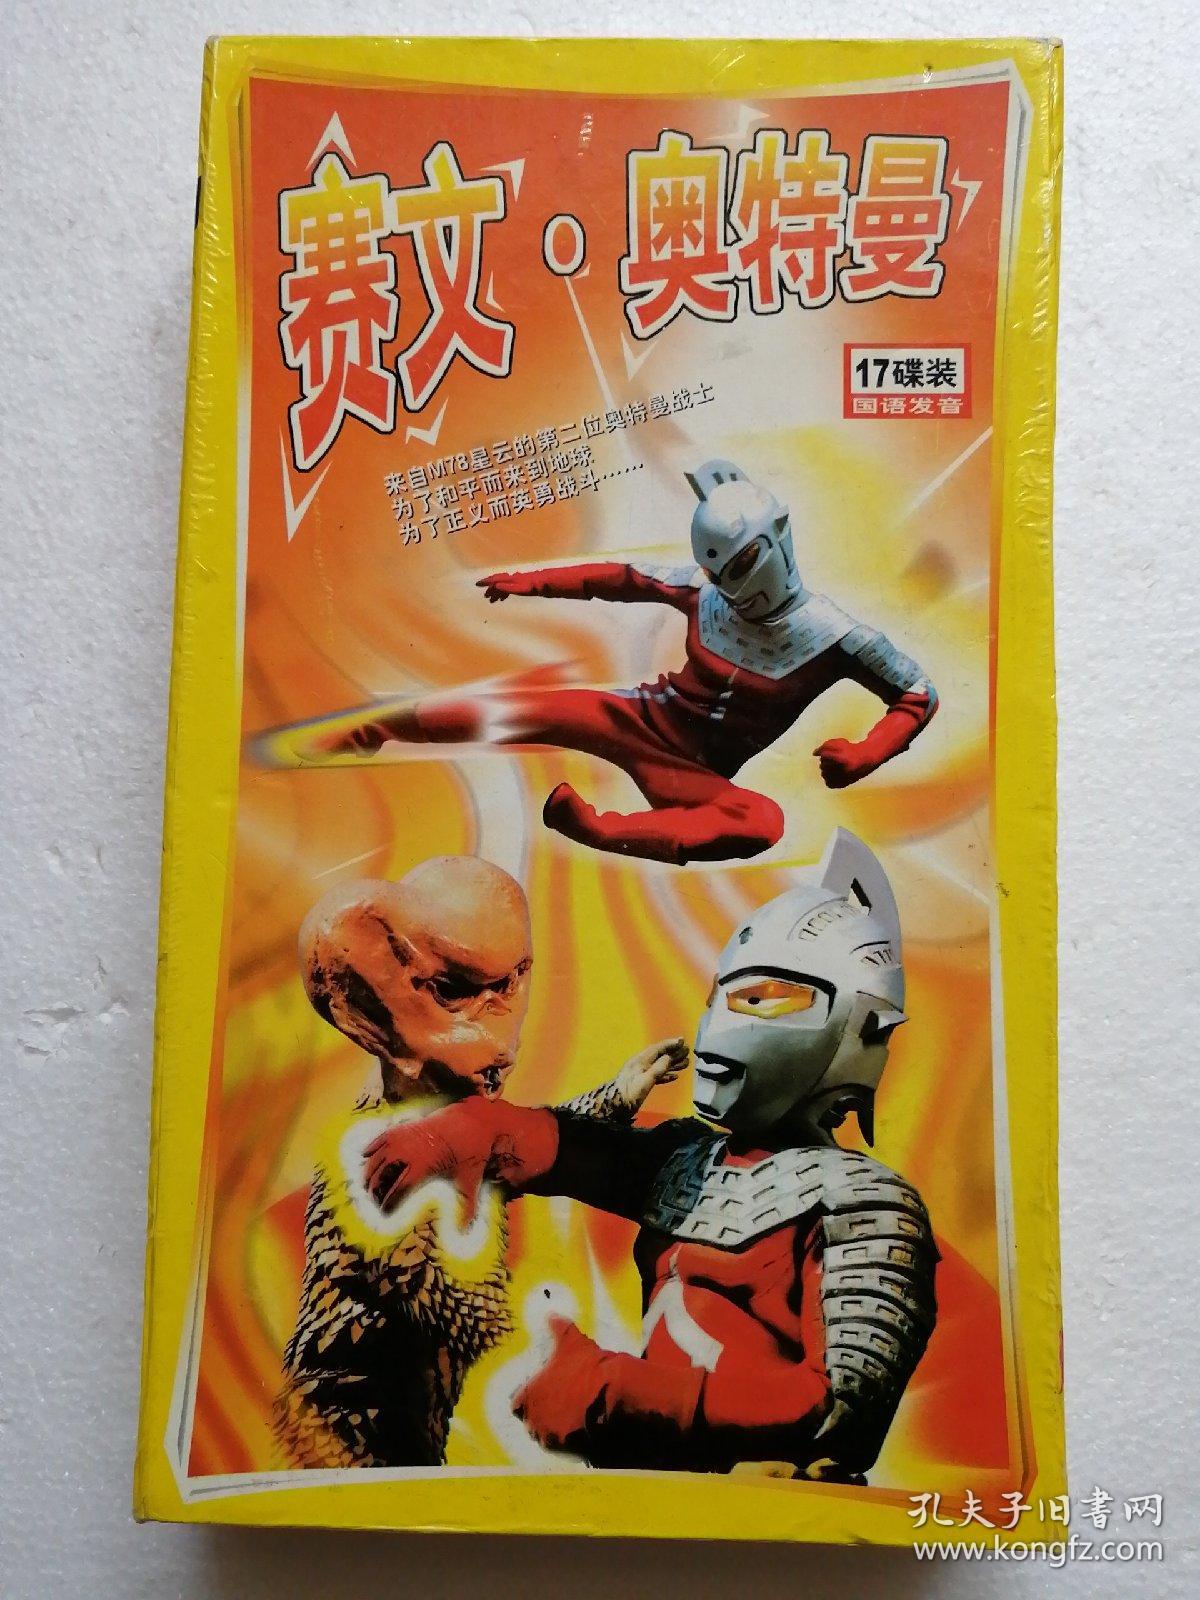 赛文·奥特曼
17碟装
国语发音
来自M78星云的第二位奥特曼战士
为了和平而来到地球
为了正义而英勇战斗……
孔夫子旧书网
www.kongfz.com